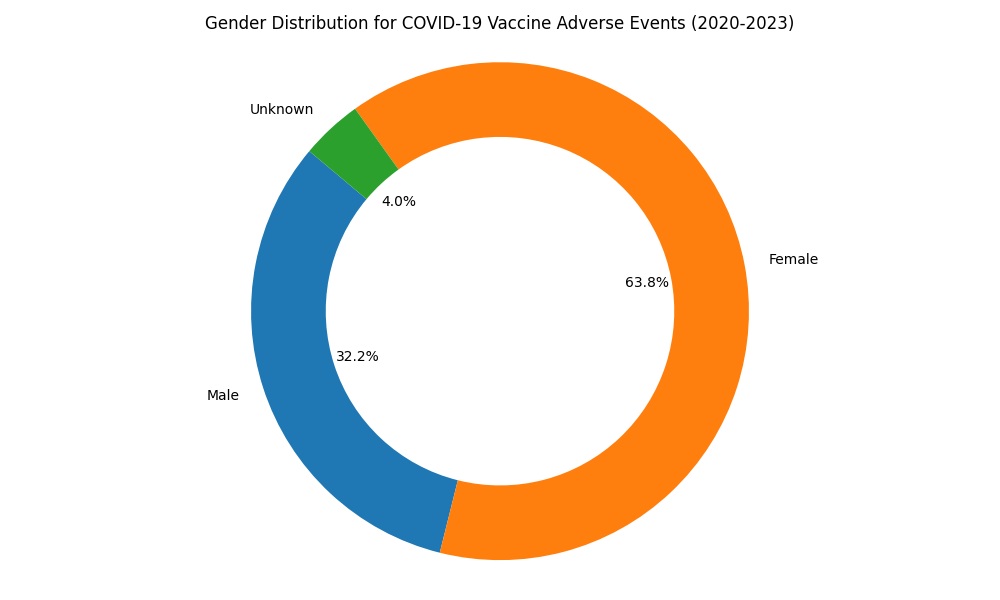 Gender Distribution for COVID-19 Vaccine Adverse Events (2020-2023)
Unknown
4.0%
Female
63.8%
32.2%
Male